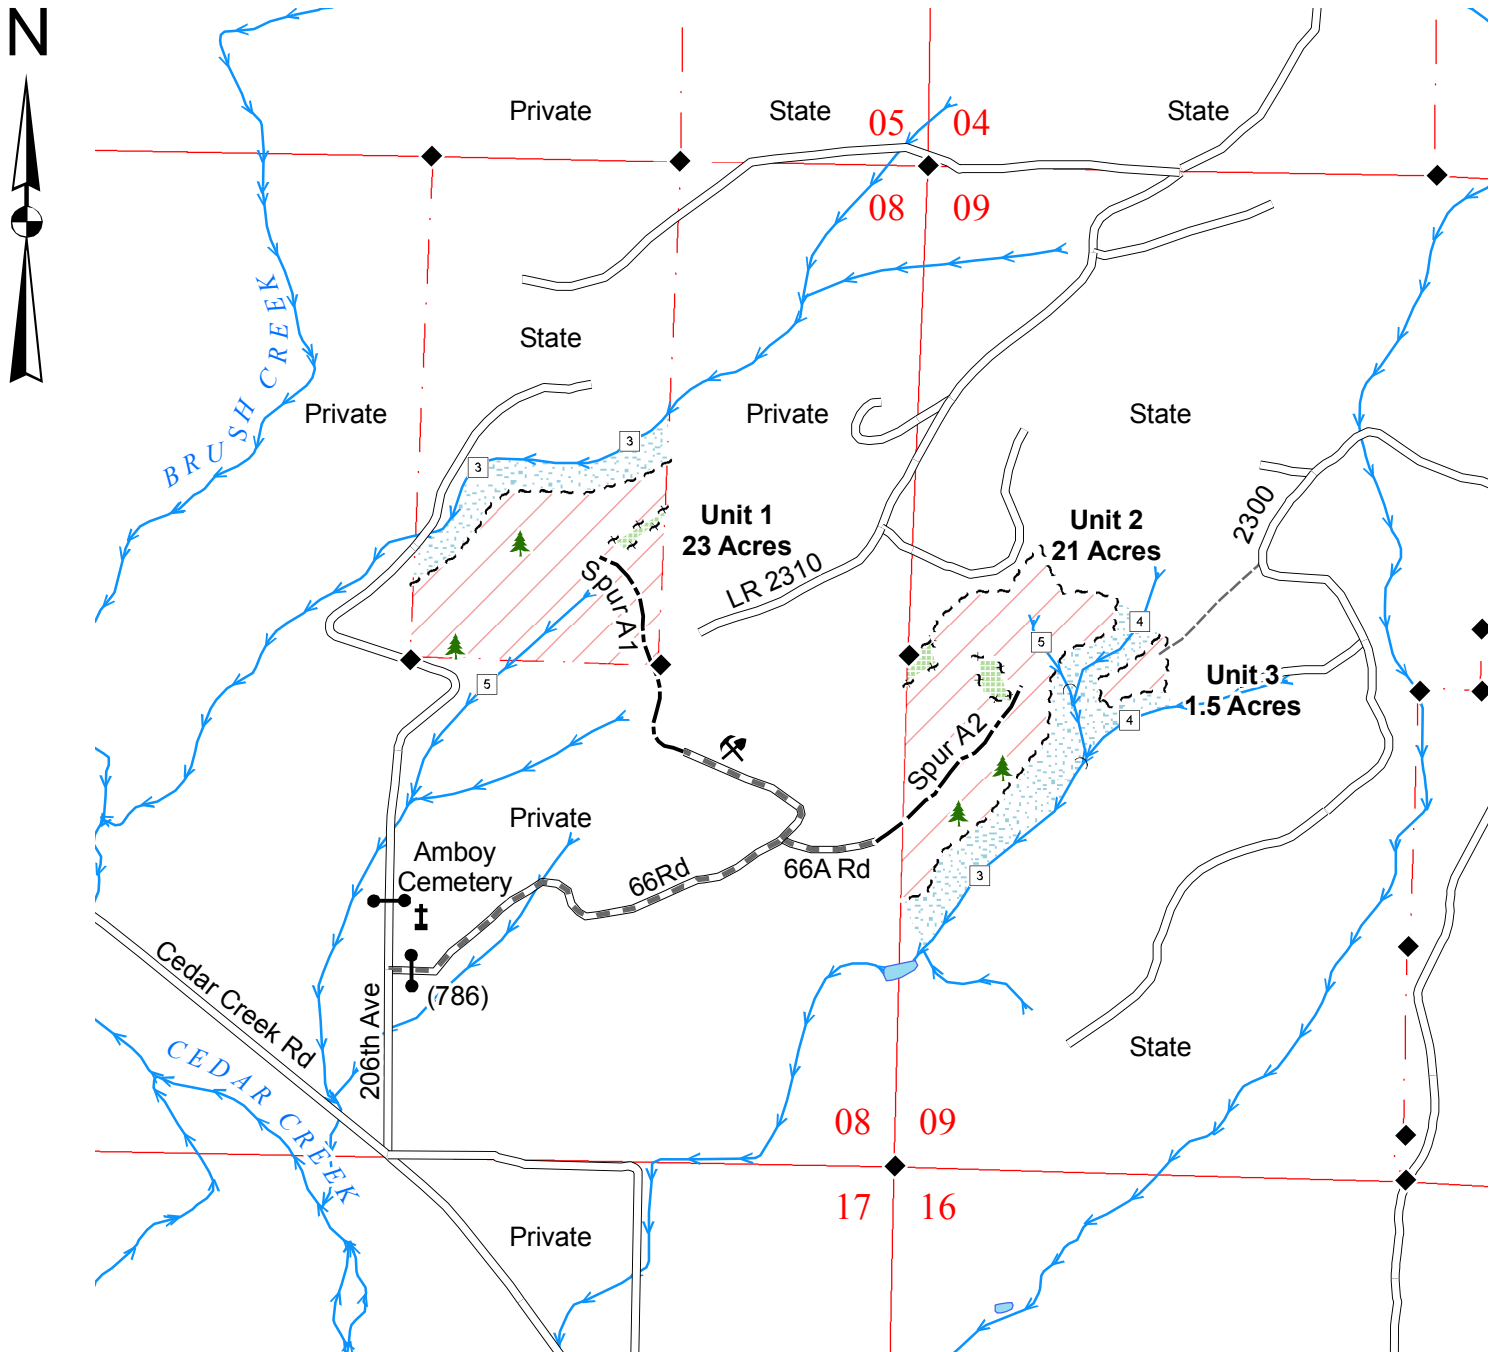 N
Private
State
State
05
04
08
09
BRUSH CREEK
State
Private
Private
State
3
3
Unit 1
23 Acres
Unit 2
21 Acres
2300
Spur A1
LR 2310
4
5
5
Unit 3
1.5 Acres
4
Spur A2
Private
Amboy
Cemetery
66Rd
66A Rd
3
Cedar Creek Rd
206th Ave
(786)
CEDAR CREEK
State
08
09
17
16
Private